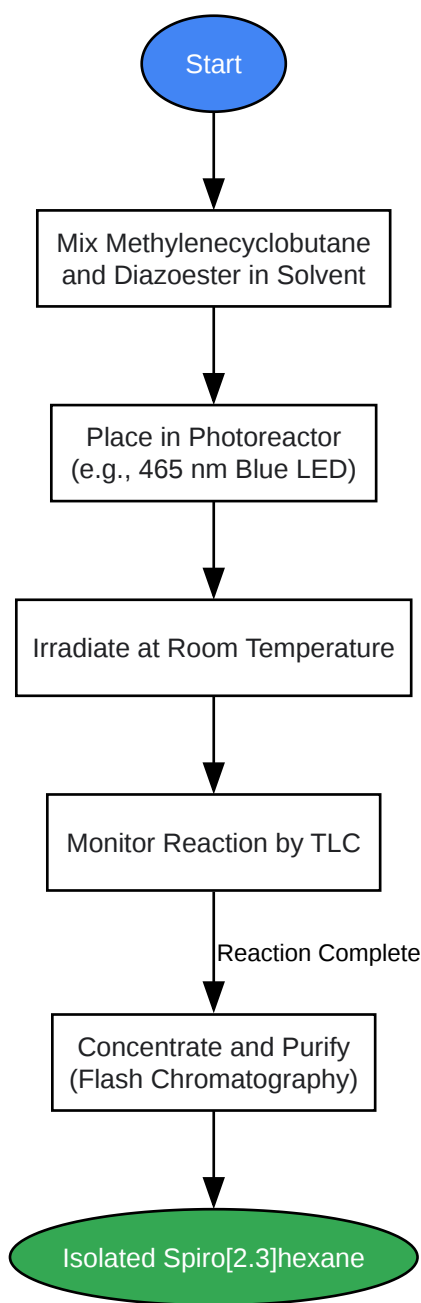 Start
Mix Methylenecyclobutane
and Diazoester in Solvent
Place in Photoreactor
(e.g., 465 nm Blue LED)
Irradiate at Room Temperature
Monitor Reaction by TLC
Reaction Complete
Concentrate and Purify
(Flash Chromatography)
Isolated Spiro[2.3]hexane